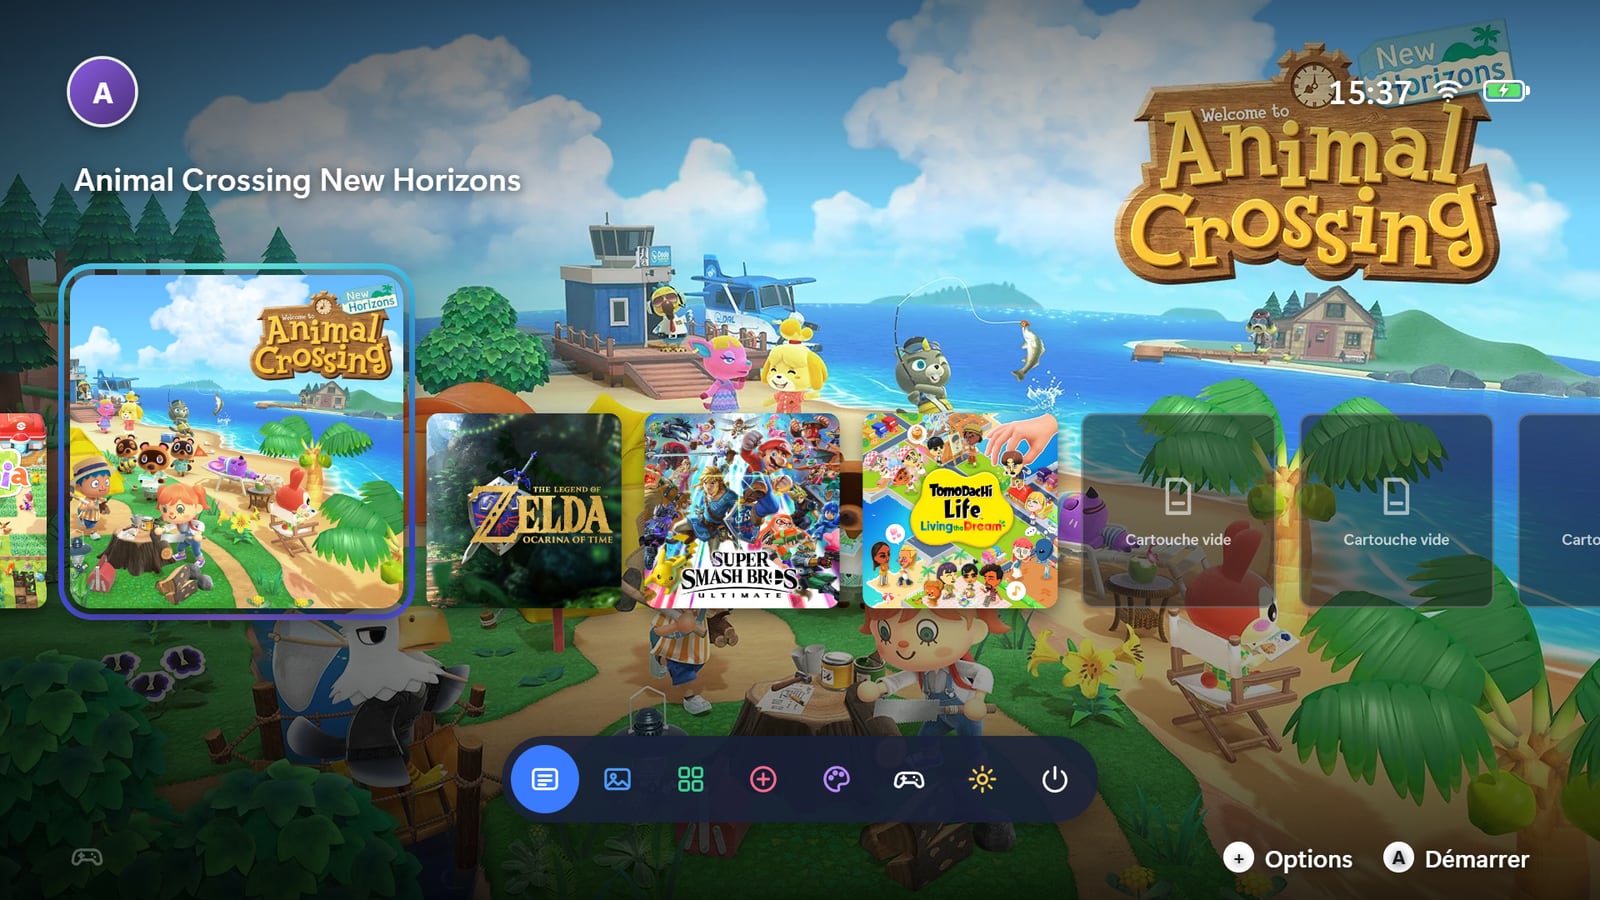 A
New
Horizons
15:37
Welcome to
Animal
Crossing
Animal Crossing New Horizons
New
Horizons
Welcome to
Animal
Crossing
DAL
ia
THE LEGEND OF
ZELDA
OCARINA OF TIME
SUPER
SMASH BROS
ULTIMATE
TOMODACHI
Life
Living the Dream
Cartouche vide
Cartouche vide
Carto
+ Options
A Démarrer